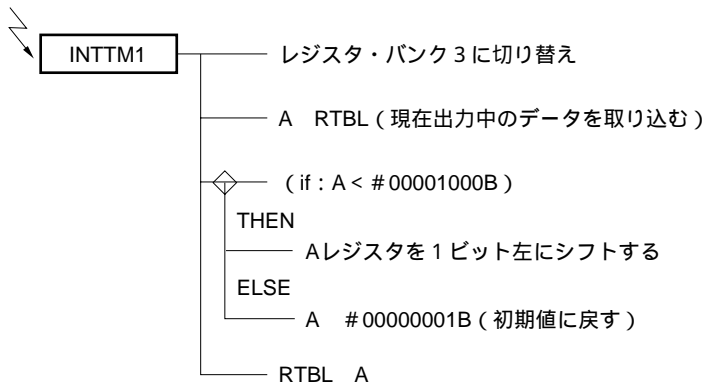 INTTM1
レジスタ・バンク3に切り替え
A　RTBL（現在出力中のデータを取り込む）
（if：A＜＃00001000B）
THEN
Aレジスタを1ビット左にシフトする
ELSE
A　＃00000001B（初期値に戻す）
RTBL　A